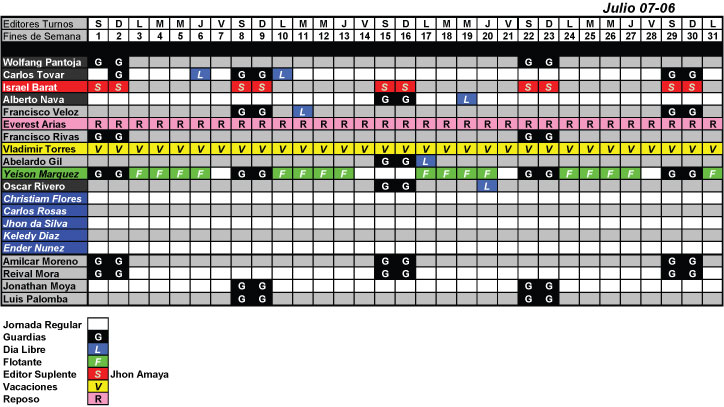 Julio 07-06
Editores Turnos S D L M M J V S D L M M J V S D L M M J V S D L M M J V S D L
Fines de Semana 1 2 3 4 5 6 7 8 9 10 11 12 13 14 15 16 17 18 19 20 21 22 23 24 25 26 27 28 29 30 31
Wolfang Pantoja G G G G
Carlos Tovar G L G G L G G
Israel Barat S S S S S S S S S S
Alberto Nava G G L
Francisco Veloz G G L G G
Everest Arias R R R R R R R R R R R R R R R R R R R R R R R R R R R R R R R
Francisco Rivas G G G G
Vladimir Torres V V V V V V V V V V V V V V V V V V V V V V V V V V V V V V V
Abelardo Gil G G L
Yeison Marquez G G F F F F G G F F F F F F F F G G F F F F G G F
Oscar Rivero G G L
Christiam Flores
Carlos Rosas
Jhon da Silva
Keledy Diaz
Ender Nunez
Amilcar Moreno G G G G G G
Reival Mora G G G G G G
Jonathan Moya G G G G
Luis Palomba G G G G
Jornada Regular
Guardias G
Dia Libre L
Flotante F
Editor Suplente S Jhon Amaya
Vacaciones V
Reposo R